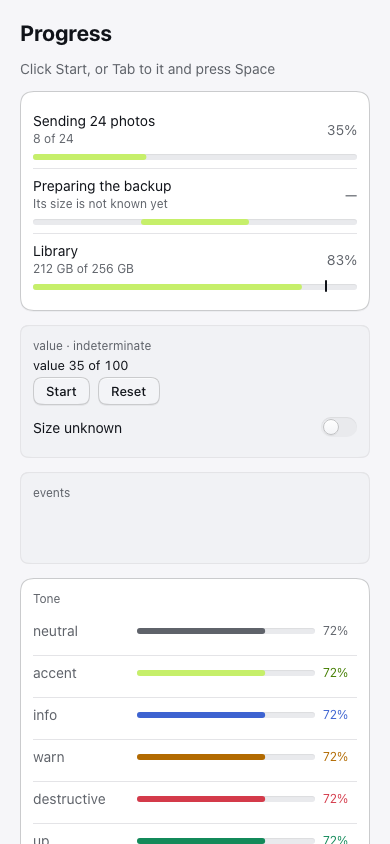 Progress
Click Start, or Tab to it and press Space
Sending 24 photos
8 of 24
35%
Preparing the backup
Its size is not known yet
—
Library
212 GB of 256 GB
83%
value · indeterminate
value 35 of 100
Start
Reset
Size unknown
events
Tone
neutral
72%
accent
72%
info
72%
warn
72%
destructive
72%
up
72%